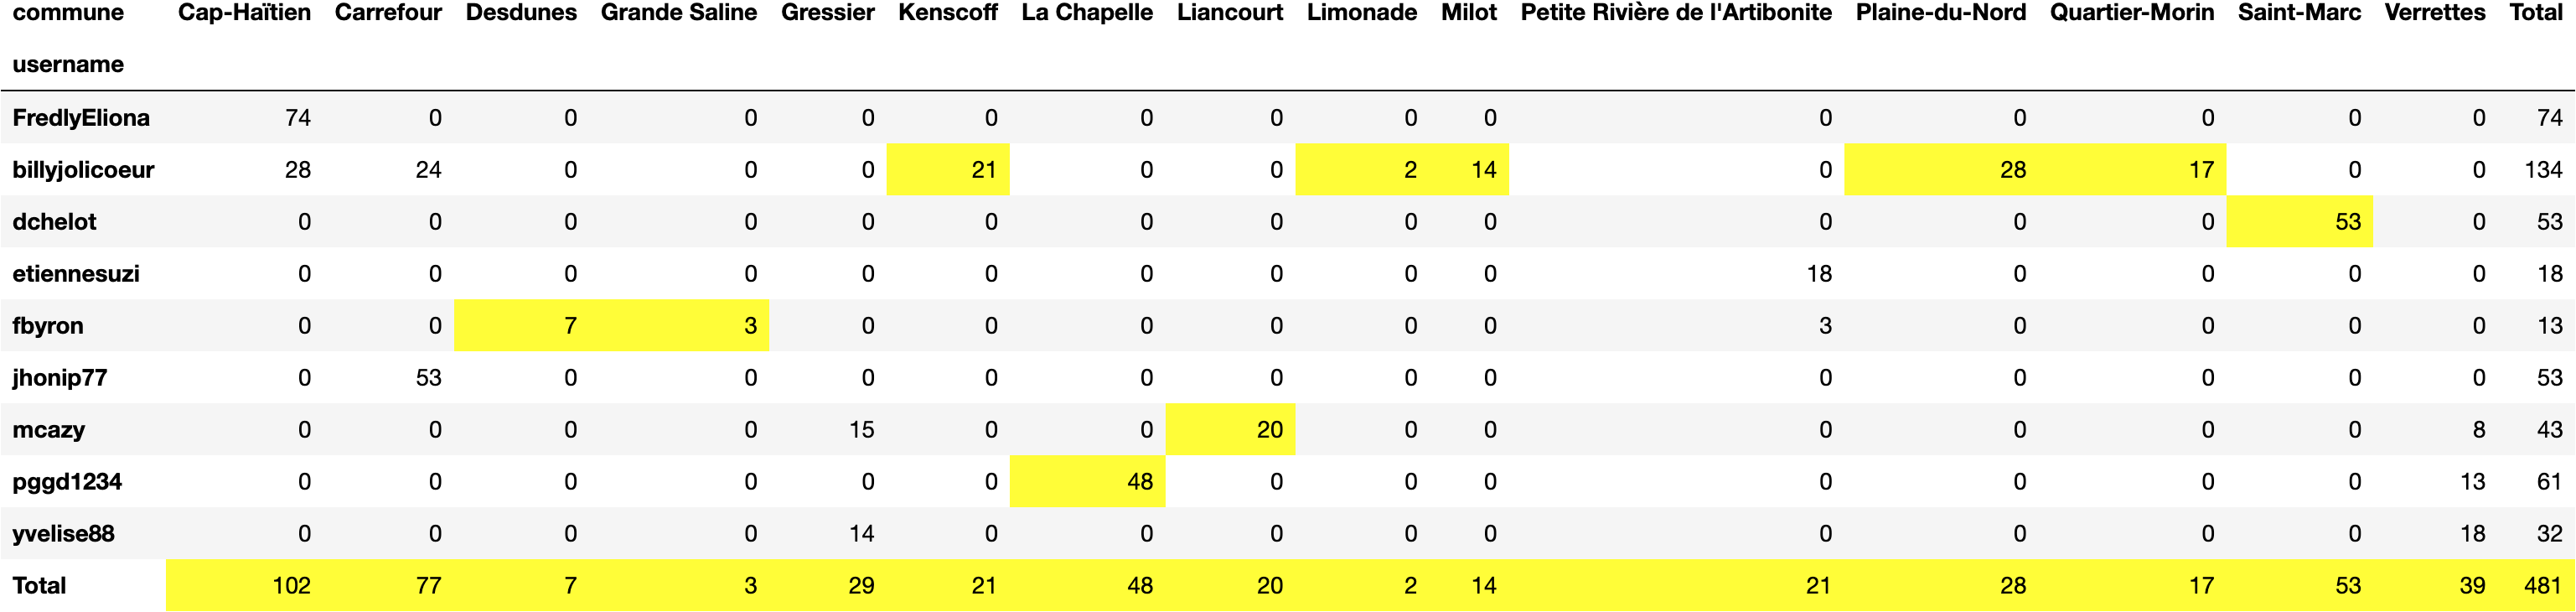 commune Cap-Haïtien Carrefour Desdunes Grande Saline Gressier Kenscoff La Chapelle Liancourt Limonade Milot Petite Rivière de l'Artibonite Plaine-du-Nord Quartier-Morin Saint-Marc Verrettes Total
username
FredlyEliona 74 0 0 0 0 0 0 0 0 0 0 0 0 0 0 74
billyjolicoeur 28 24 0 0 0 21 0 0 2 14 0 28 17 0 0 134
dchelot 0 0 0 0 0 0 0 0 0 0 0 0 0 53 0 53
etiennesuzi 0 0 0 0 0 0 0 0 0 0 18 0 0 0 0 18
fbyron 0 0 7 3 0 0 0 0 0 0 3 0 0 0 0 13
jhonip77 0 53 0 0 0 0 0 0 0 0 0 0 0 0 0 53
mcazy 0 0 0 0 15 0 0 20 0 0 0 0 0 0 8 43
pggd1234 0 0 0 0 0 0 48 0 0 0 0 0 0 0 13 61
yvelise88 0 0 0 0 14 0 0 0 0 0 0 0 0 0 18 32
Total 102 77 7 3 29 21 48 20 2 14 21 28 17 53 39 481